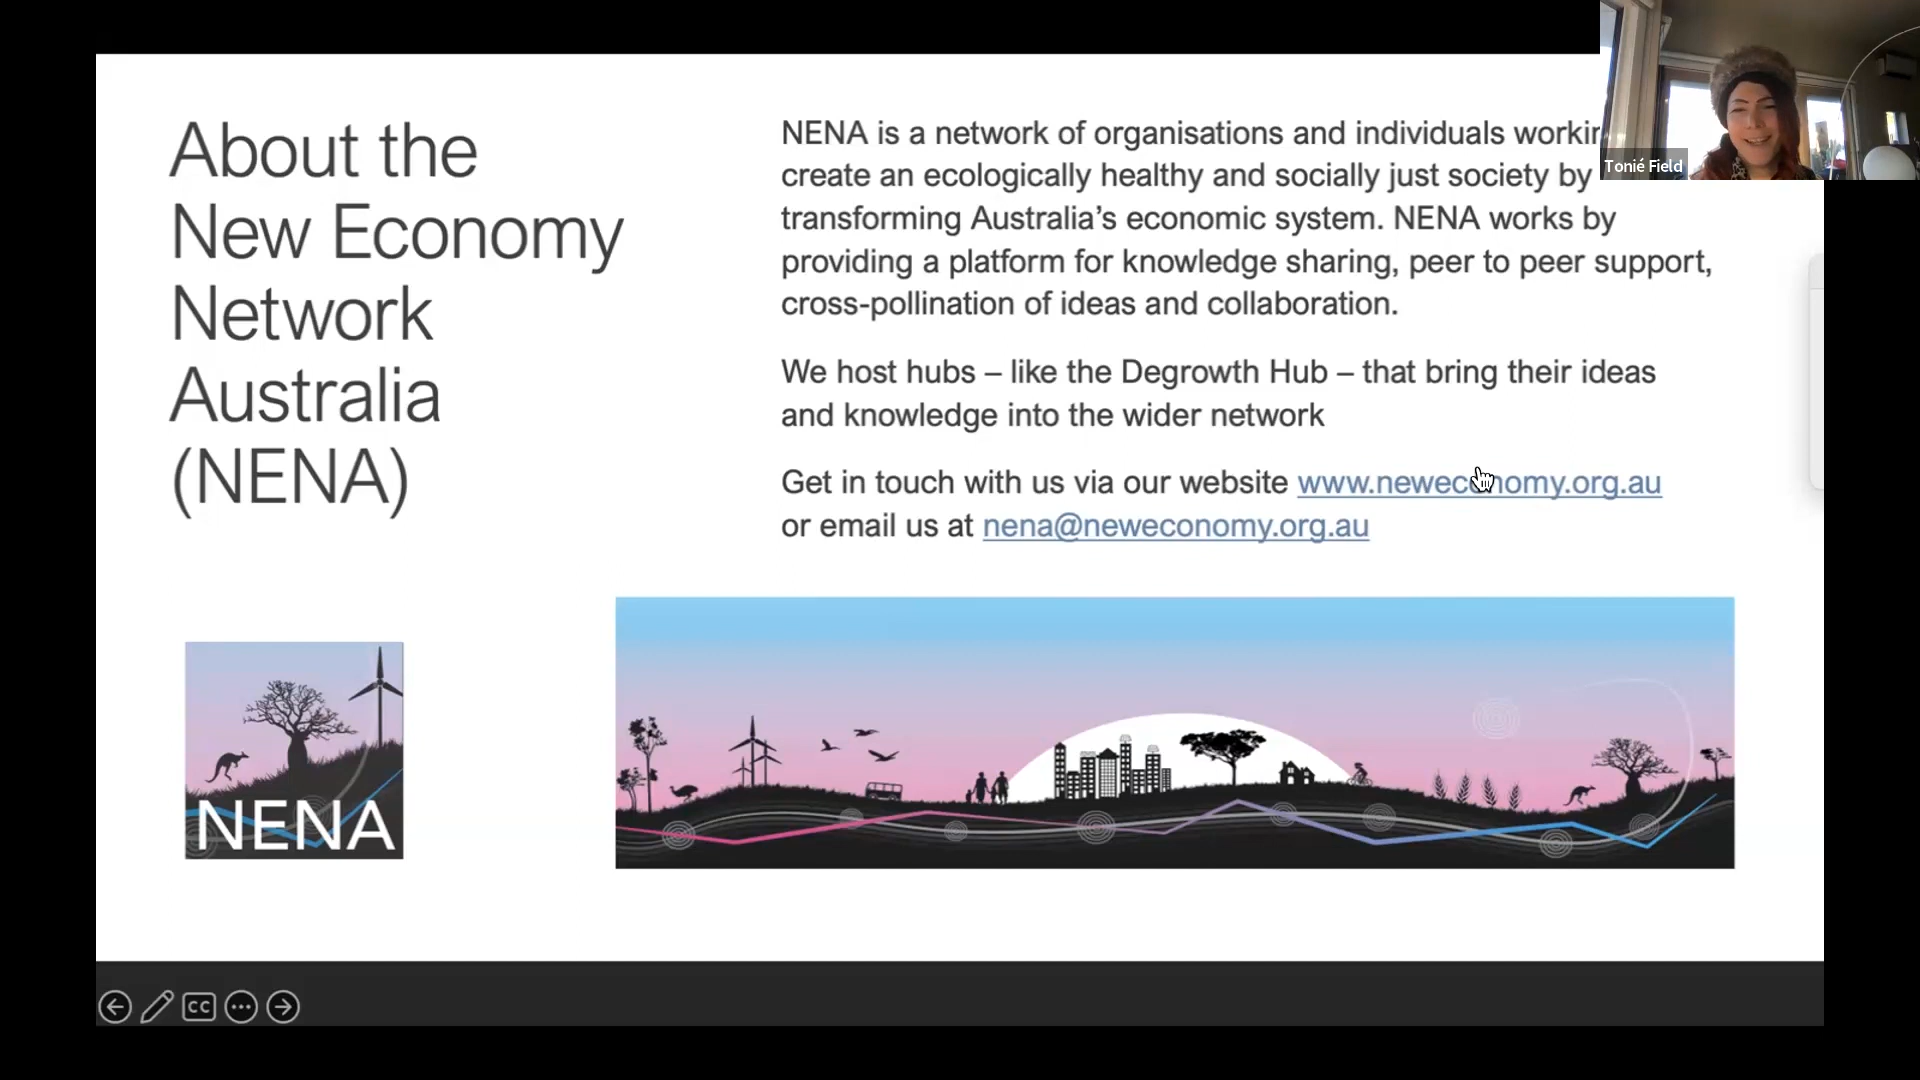 About the
New Economy
Network
Australia
(NENA)
NENA is a network of organisations and individuals
create an ecologically healthy and socially just society by
transforming Australia’s economic system. NENA works by
providing a platform for knowledge sharing, peer to peer support,
cross-pollination of ideas and collaboration.
We host hubs – like the Degrowth Hub – that bring their ideas
and knowledge into the wider network
Get in touch with us via our website www.neweconomy.org.au
or email us at nena@neweconomy.org.au
NENA
Tonié Field
CC